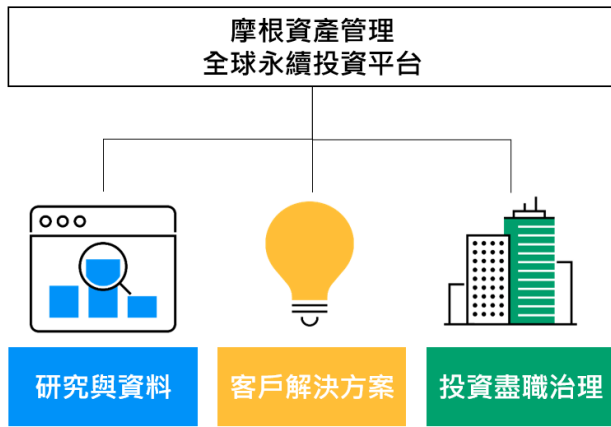 摩根資產管理
全球永續投資平台
研究與資料
客戶解決方案
投資盡職治理